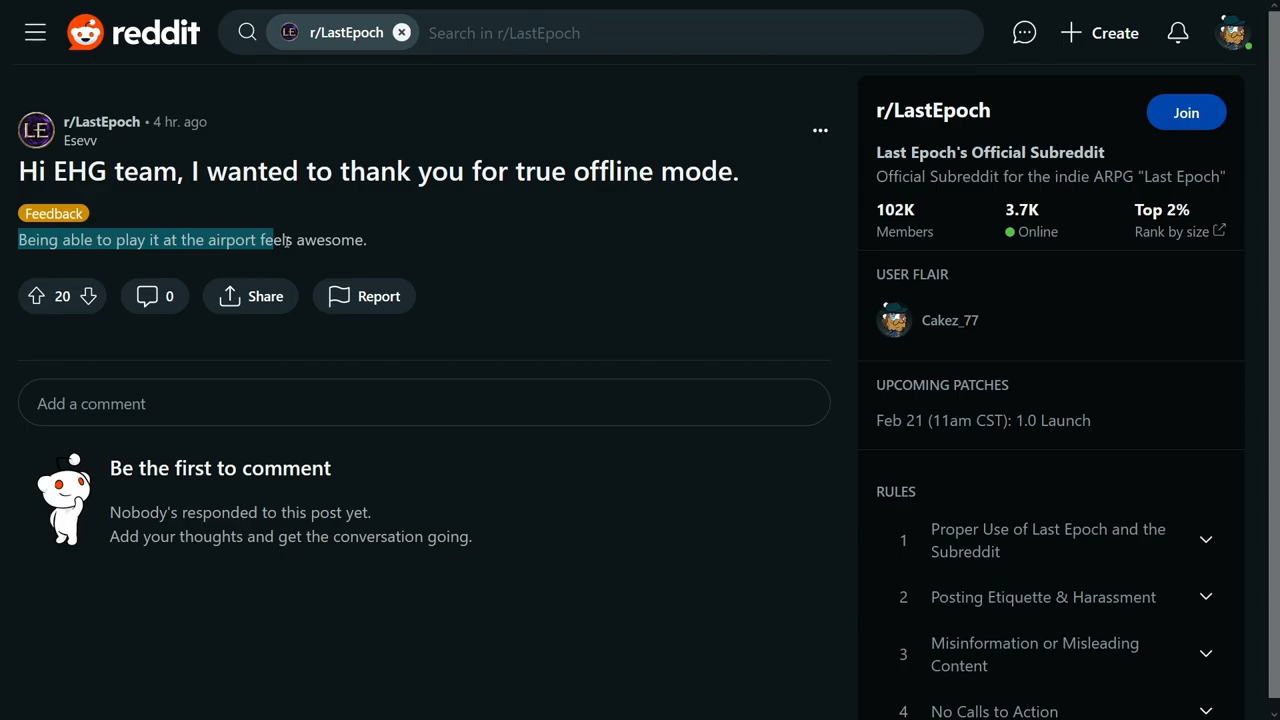 reddit
r/LastEpoch
Search in r/LastEpoch
Create
r/LastEpoch • 4 hr. ago
Esevv
Hi EHG team, I wanted to thank you for true offline mode.
Feedback
Being able to play it at the airport feels awesome.
20
0
Share
Report
Add a comment
Be the first to comment
Nobody's responded to this post yet.
Add your thoughts and get the conversation going.
r/LastEpoch
Join
Last Epoch's Official Subreddit
Official Subreddit for the indie ARPG "Last Epoch"
102K 3.7K Top 2%
Members Online Rank by size
USER FLAIR
Cakez_77
UPCOMING PATCHES
Feb 21 (11am CST): 1.0 Launch
RULES
1 Proper Use of Last Epoch and the
Subreddit
2 Posting Etiquette & Harassment
3 Misinformation or Misleading
Content
4 No Calls to Action